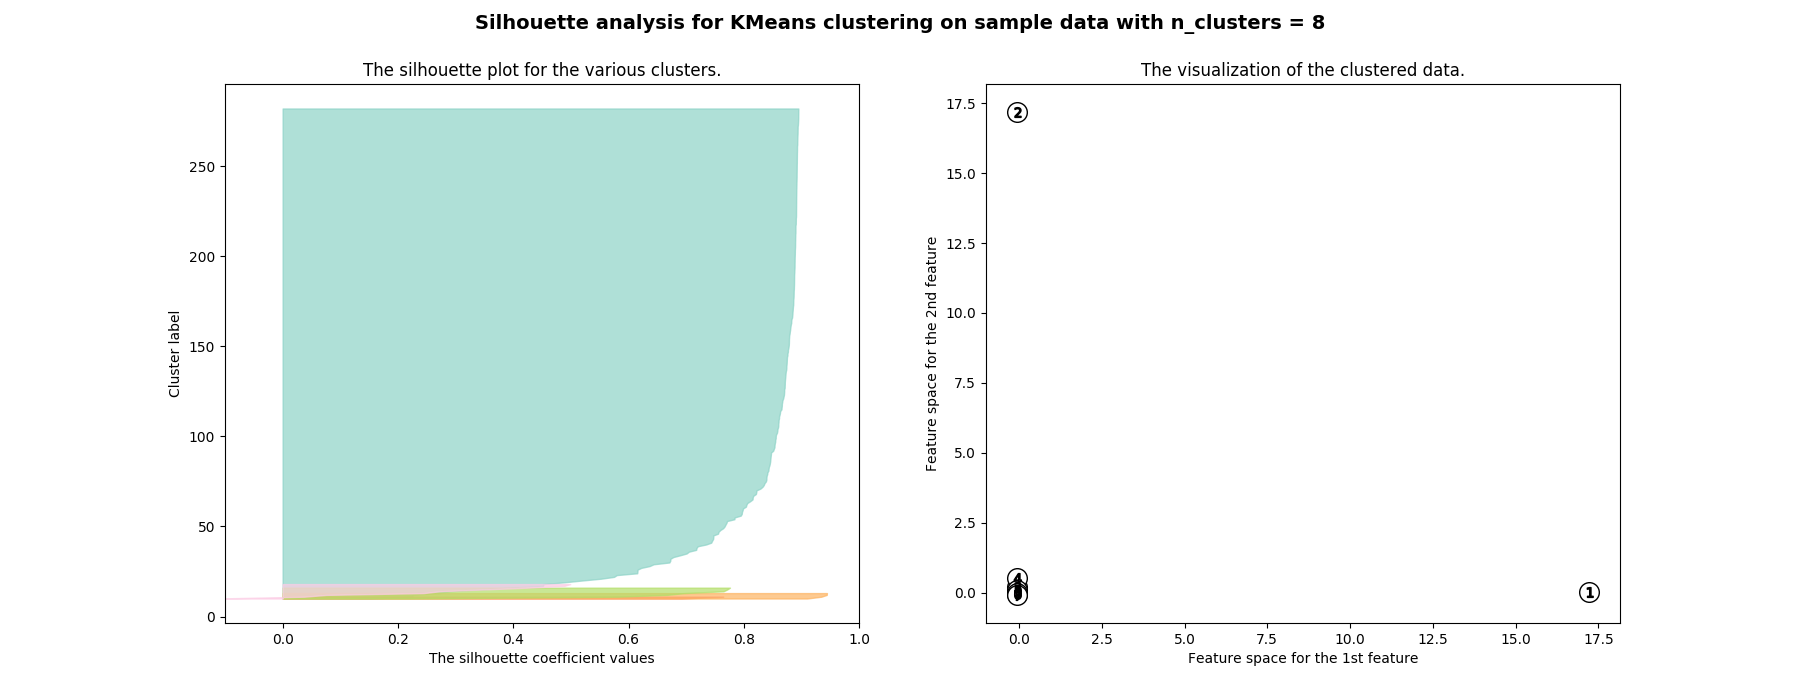 Silhouette analysis for KMeans clustering on sample data with n_clusters = 8
The silhouette plot for the various clusters.
Cluster label
250
200
150
100
50
0
0.0 0.2 0.4 0.6 0.8 1.0
The silhouette coefficient values
The visualization of the clustered data.
Feature space for the 2nd feature
17.5
15.0
12.5
10.0
7.5
5.0
2.5
0.0
2
4
1
0.0 2.5 5.0 7.5 10.0 12.5 15.0 17.5
Feature space for the 1st feature